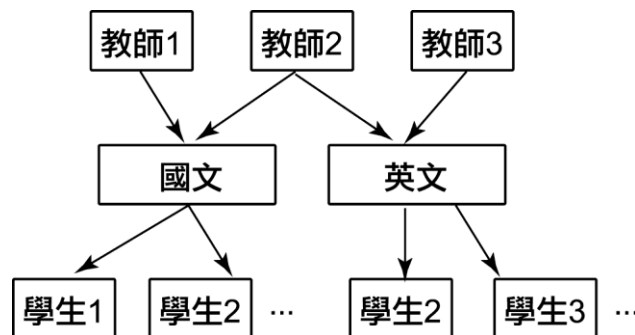 教師1 教師2 教師3
國文 英文
學生1 學生2 ... 學生2 學生3 ...